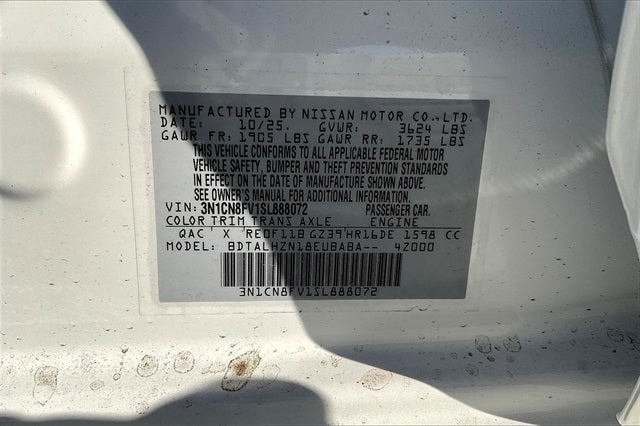 MANUFACTURED BY NISSAN MOTOR CO.,LTD.
DATE: 10/25. GVWR: 3624 LBS
GAWR FR: 1905 LBS GAWR RR: 1735 LBS
THIS VEHICLE CONFORMS TO ALL APPLICABLE FEDERAL MOTOR
VEHICLE SAFETY, BUMPER AND THEFT PREVENTION STANDARDS
IN EFFECT ON THE DATE OF MANUFACTURE SHOWN ABOVE.
SEE OWNER'S MANUAL FOR ADDITIONAL INFORMATION.
VIN: 3N1CN8FV1SL888072 PASSENGER CAR.
COLOR TRIM TRANS AXLE ENGINE
QAC' X RE0F11B GZ39'HR16DE 1598 CC
MODEL: BDTALHZN18EUBABA-- 4Z000
3N1CN8FV1SL888072